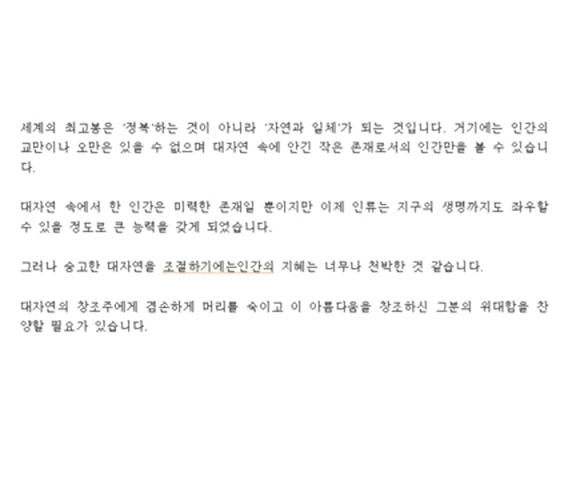 세계의 최고봉은 '정복'하는 것이 아니라 '자연과 일체'가 되는 것입니다. 거기에는 인간의
교만이나 오만은 있을 수 없으며 대자연 속에 안긴 작은 존재로서의 인간만을 볼 수 있습니
다.
대자연 속에서 한 인간은 미력한 존재일 뿐이지만 이제 인류는 지구의 생명까지도 좌우할
수 있을 정도로 큰 능력을 갖게 되었습니다.
그러나 숭고한 대자연을 조절하기에는인간의 지혜는 너무나 천박한 것 같습니다.
대자연의 창조주에게 겸손하게 머리를 숙이고 이 아름다움을 창조하신 그분의 위대함을 찬
양할 필요가 있습니다.